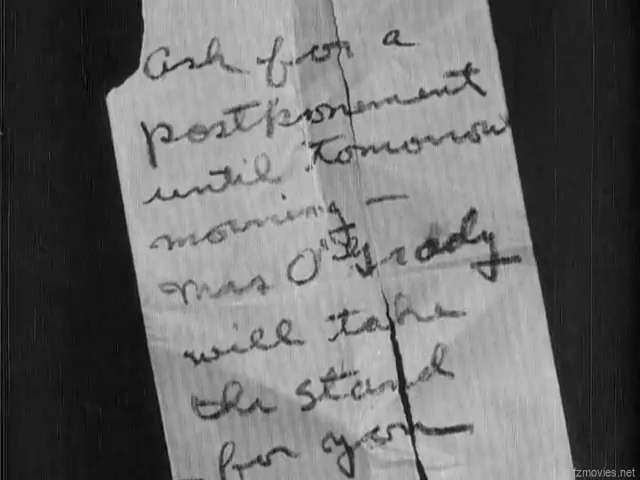 Ask for a
postponement
until tomorrow
morning —
Mrs O'Grady
will take
the stand
for you—
fzmovies.net